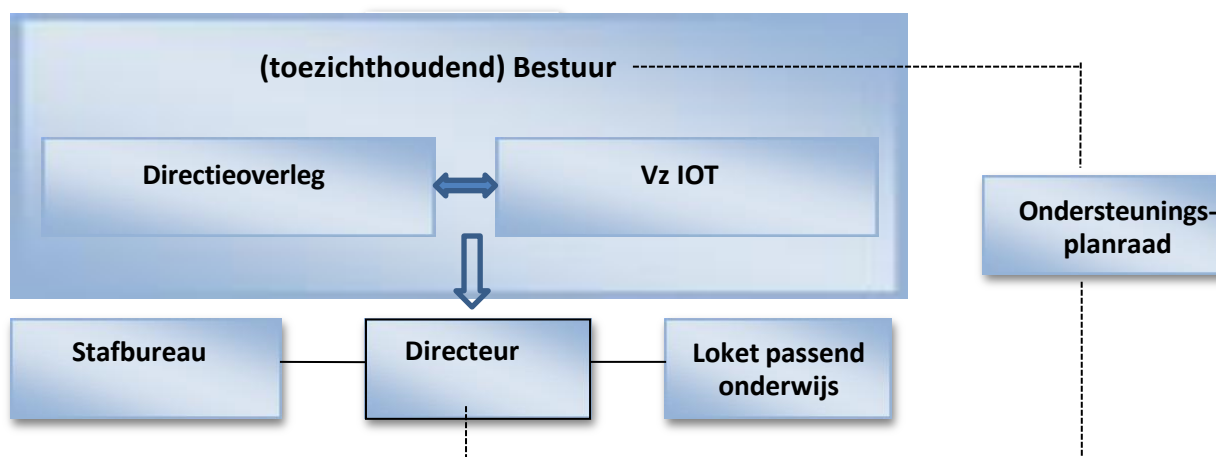 (toezichthoudend) Bestuur
Directieoverleg
Vz IOT
Ondersteunings-
planraad
Stafbureau
Directeur
Loket passend
onderwijs